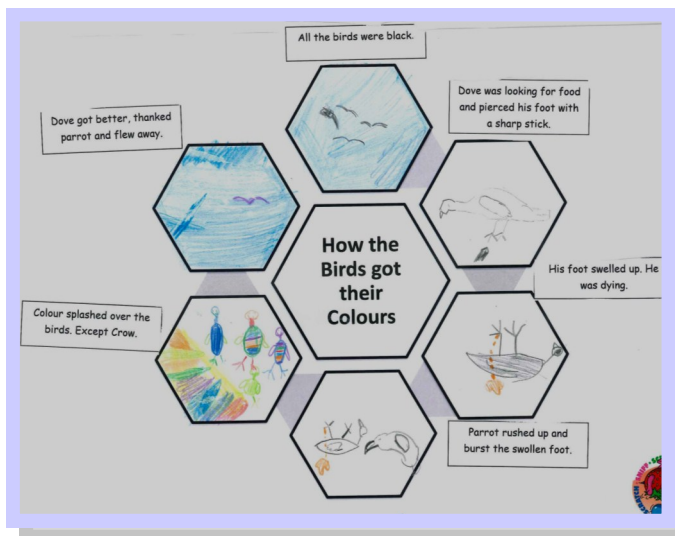 All the birds were black.
Dove was looking for food
and pierced his foot with
a sharp stick.
His foot swelled up. He
was dying.
Parrot rushed up and
burst the swollen foot.
Colour splashed over the
birds. Except Crow.
Dove got better, thanked
parrot and flew away.
How the
Birds got
their
Colours